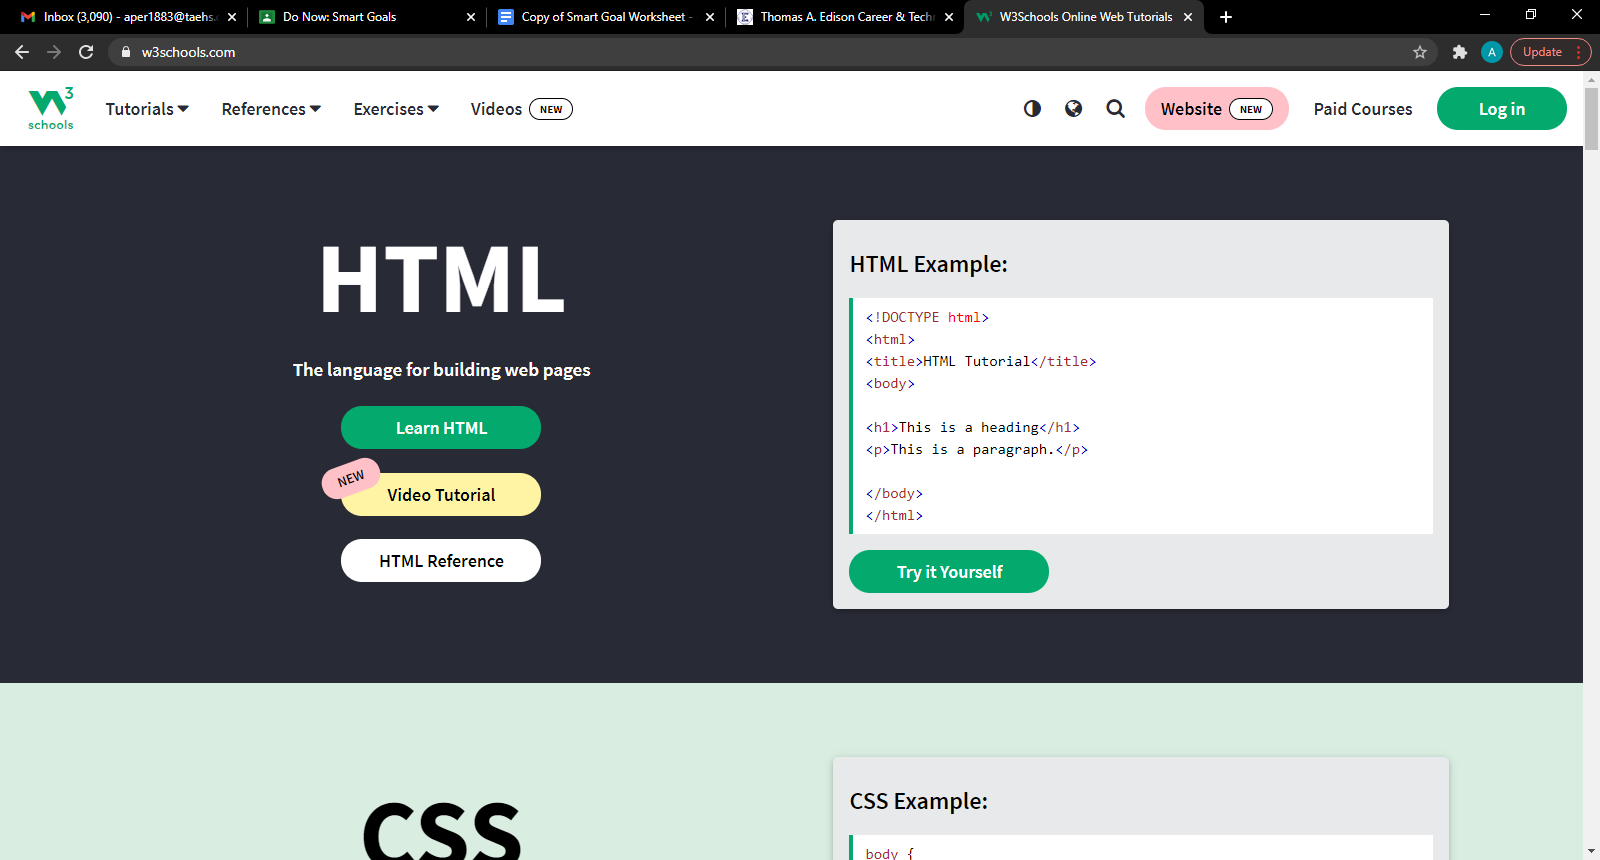 Inbox (3,090) - aper1883@taehs.
Do Now: Smart Goals
Copy of Smart Goal Worksheet -
Thomas A. Edison Career & Tech
W3Schools Online Web Tutorials
w3schools.com
A
Update
3
schools
Tutorials
References
Exercises
Videos NEW
Website NEW
Paid Courses
Log in
HTML
The language for building web pages
Learn HTML
NEW
Video Tutorial
HTML Reference
HTML Example:
<!DOCTYPE html>
<html>
<title>HTML Tutorial</title>
<body>
<h1>This is a heading</h1>
<p>This is a paragraph.</p>
</body>
</html>
Try it Yourself
CSS
CSS Example:
body {